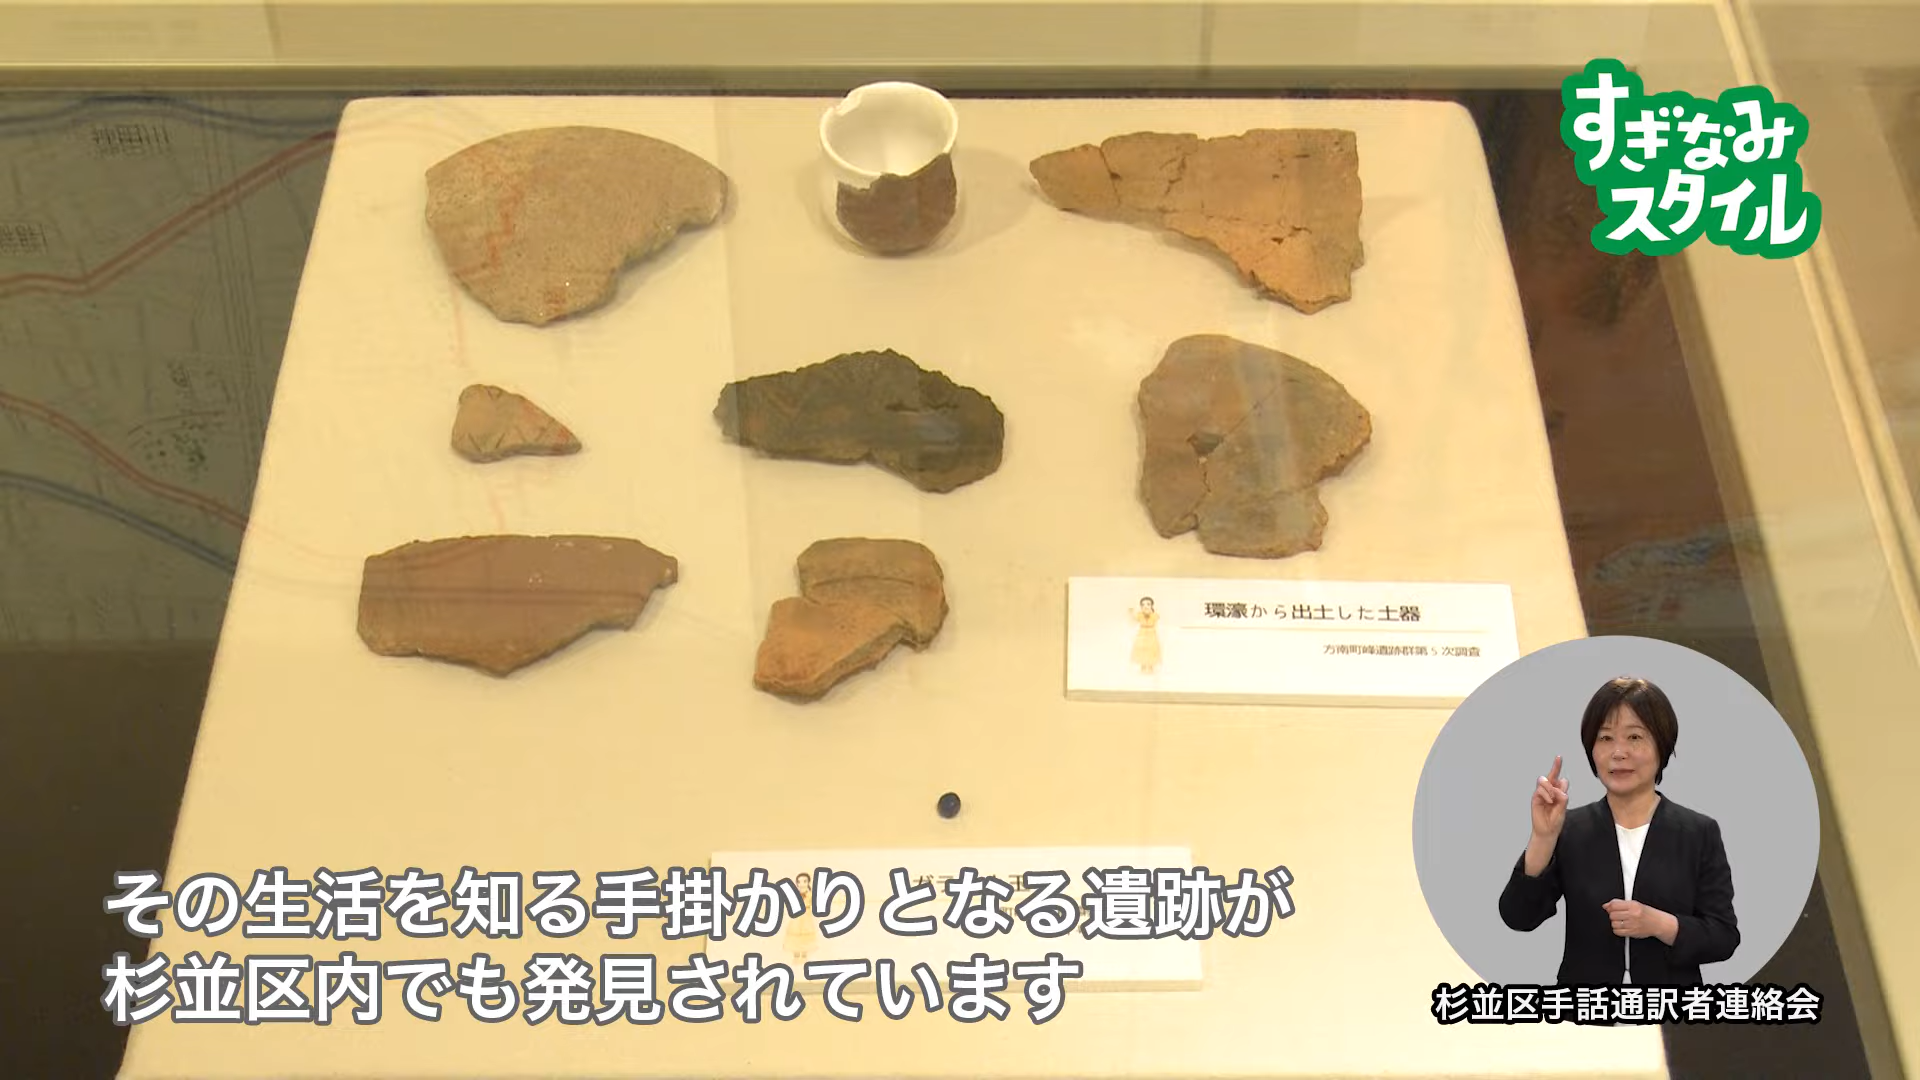 すぎなみ
スタイル
環濠から出土した土器
方南町峰遺跡群第5次調査
その生活を知る手掛かりとなる遺跡が
杉並区内でも発見されています
杉並区手話通訳者連絡会